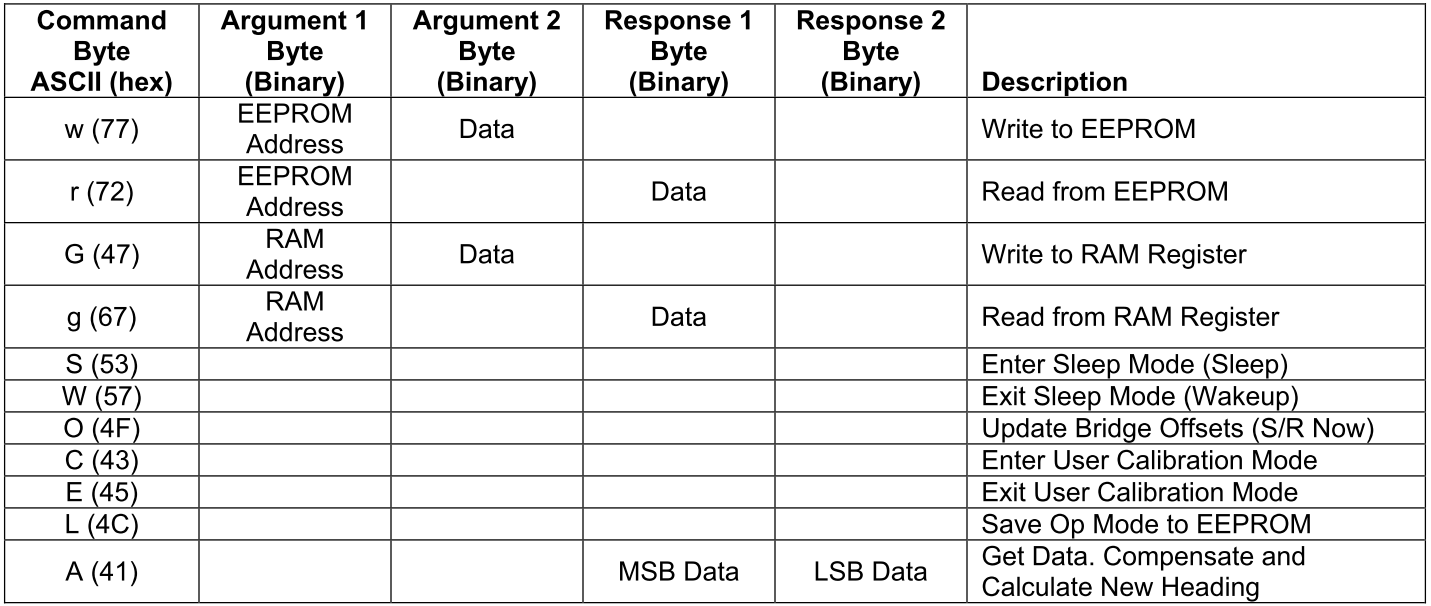 Command Byte ASCII (hex) | Argument 1 Byte (Binary) | Argument 2 Byte (Binary) | Response 1 Byte (Binary) | Response 2 Byte (Binary) | Description
w (77) | EEPROM Address | Data | | | Write to EEPROM
r (72) | EEPROM Address | | Data | | Read from EEPROM
G (47) | RAM Address | Data | | | Write to RAM Register
g (67) | RAM Address | | Data | | Read from RAM Register
S (53) | | | | | Enter Sleep Mode (Sleep)
W (57) | | | | | Exit Sleep Mode (Wakeup)
O (4F) | | | | | Update Bridge Offsets (S/R Now)
C (43) | | | | | Enter User Calibration Mode
E (45) | | | | | Exit User Calibration Mode
L (4C) | | | | | Save Op Mode to EEPROM
A (41) | | | MSB Data | LSB Data | Get Data. Compensate and Calculate New Heading